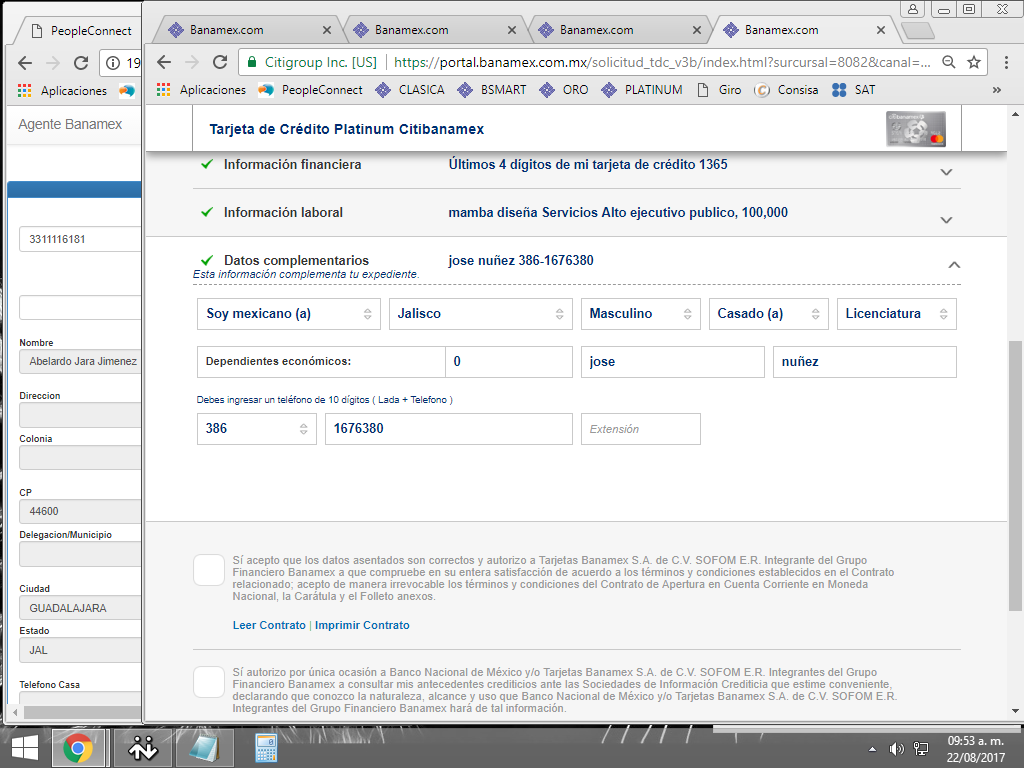 PeopleConnect
Banamex.com
Banamex.com
Banamex.com
Banamex.com
19
Citigroup Inc. [US]
https://portal.banamex.com.mx/solicitud_tdc_v3b/index.html?surcursal=8082&canal=...
Aplicaciones
Aplicaciones
PeopleConnect
CLASICA
BSMART
ORO
PLATINUM
Giro
Consisa
SAT
»
Agente Banamex
3311116181
Nombre
Abelardo Jara Jimenez
Direccion
Colonia
CP
44600
Delegacion/Municipio
Ciudad
GUADALAJARA
Estado
JAL
Telefono Casa
Tarjeta de Crédito Platinum Citibanamex
Información financiera
Últimos 4 dígitos de mi tarjeta de crédito 1365
Información laboral
mamba diseña Servicios Alto ejecutivo publico, 100,000
Datos complementarios
jose nuñez 386-1676380
Esta información complementa tu expediente.
Soy mexicano (a)
Jalisco
Masculino
Casado (a)
Licenciatura
Dependientes económicos:
0
jose
nuñez
Debes ingresar un teléfono de 10 dígitos ( Lada + Telefono )
386
1676380
Extensión
Sí acepto que los datos asentados son correctos y autorizo a Tarjetas Banamex S.A. de C.V. SOFOM E.R. Integrante del Grupo
Financiero Banamex a que compruebe en su entera satisfacción de acuerdo a los términos y condiciones establecidos en el Contrato
relacionado; acepto de manera irrevocable los términos y condiciones del Contrato de Apertura en Cuenta Corriente en Moneda
Nacional, la Carátula y el Folleto anexos.
Leer Contrato | Imprimir Contrato
Sí autorizo por única ocasión a Banco Nacional de México y/o Tarjetas Banamex S.A. de C.V. SOFOM E.R. Integrantes del Grupo
Financiero Banamex a consultar mis antecedentes crediticios ante las Sociedades de Información Crediticia que estime conveniente,
declarando que conozco la naturaleza, alcance y uso que Banco Nacional de México y/o Tarjetas Banamex S.A. de C.V. SOFOM E.R.
Integrantes del Grupo Financiero Banamex hará de tal información.
09:53 a. m.
22/08/2017